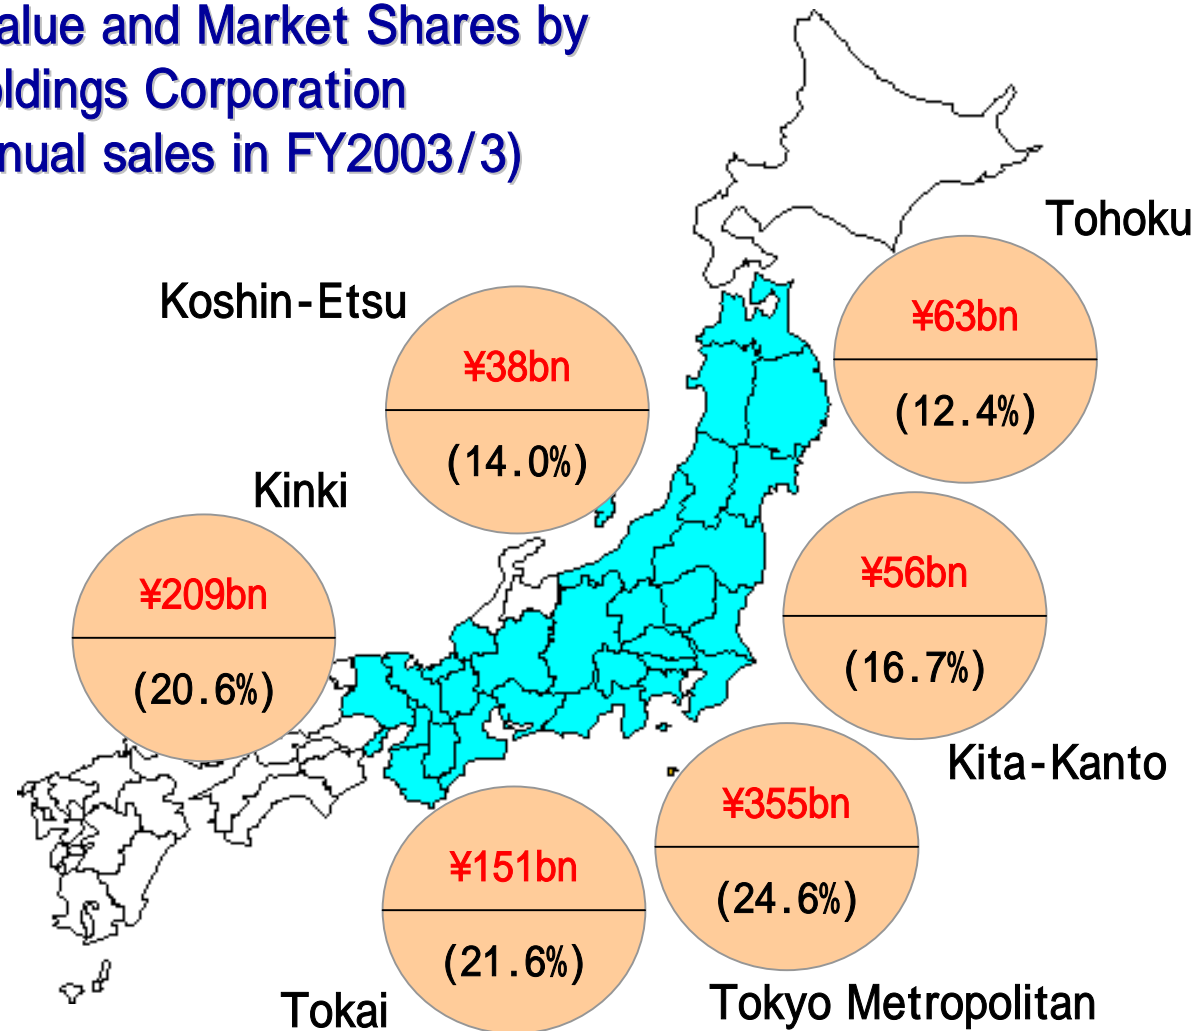 alue and Market Shares by
ldings Corporation
nual sales in FY2003/3)
Tohoku
¥63bn
(12.4%)
Koshin-Etsu
¥38bn
(14.0%)
Kinki
¥209bn
(20.6%)
¥56bn
(16.7%)
Kita-Kanto
¥355bn
(24.6%)
Tokyo Metropolitan
¥151bn
(21.6%)
Tokai